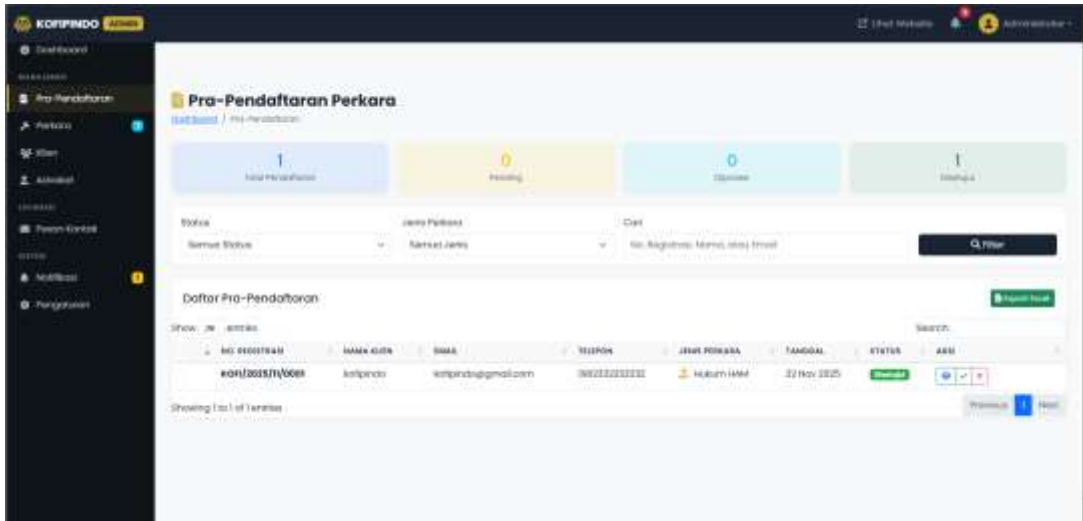 KOFIPINDO ADMIN
Lihat Website
Administrator
Dashboard
Pra-Pendaftaran
Perkara
Klien
Advokat
Pesan Kontak
Notifikasi
Pengaturan
Pra-Pendaftaran Perkara
Dashboard / Pra-Pendaftaran
1
Total Pendaftaran
0
Pending
0
Diproses
1
Disetujui
Status
Semua Status
Jenis Perkara
Semua Jenis
Cari
No. Registrasi, Nama, atau Email
Filter
Daftar Pra-Pendaftaran
Export Excel
Show entries
Search:
NO. REGISTRASI NAMA KLIEN EMAIL TELEPON JENIS PERKARA TANGGAL STATUS AKSI
KOFI/2025/11/0001 kofipindo kofipindo@gmail.com Hukum HAM 22 Nov 2025 Disetujui
Showing 1 to 1 of 1 entries
Previous 1 Next